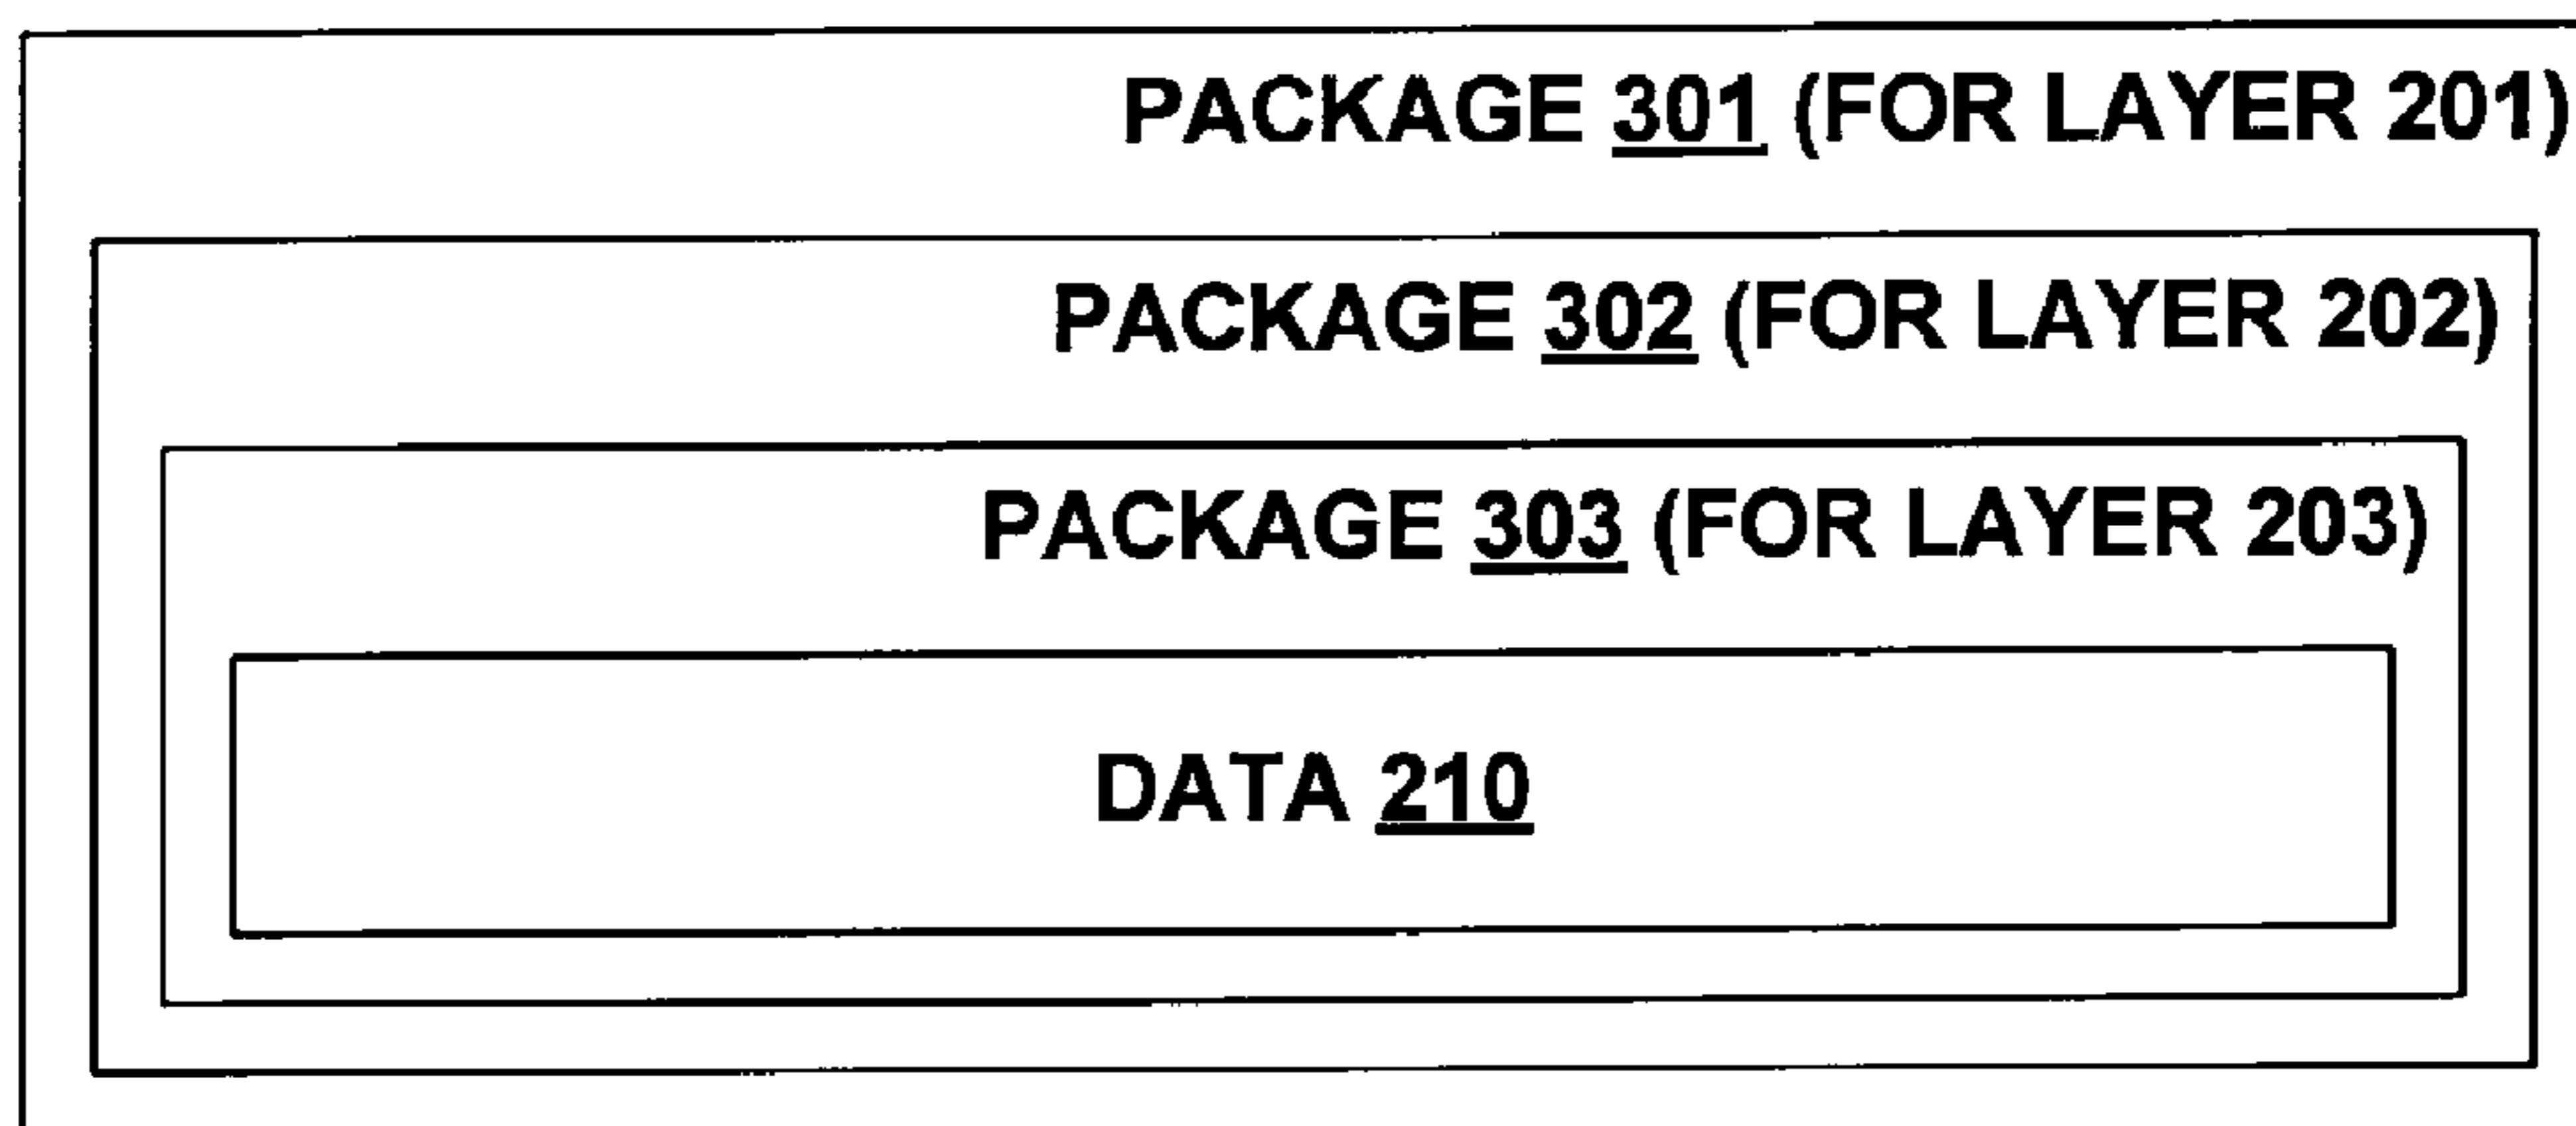 PACKAGE 301 (FOR LAYER 201)
PACKAGE 302 (FOR LAYER 202)
PACKAGE 303 (FOR LAYER 203)
DATA 210